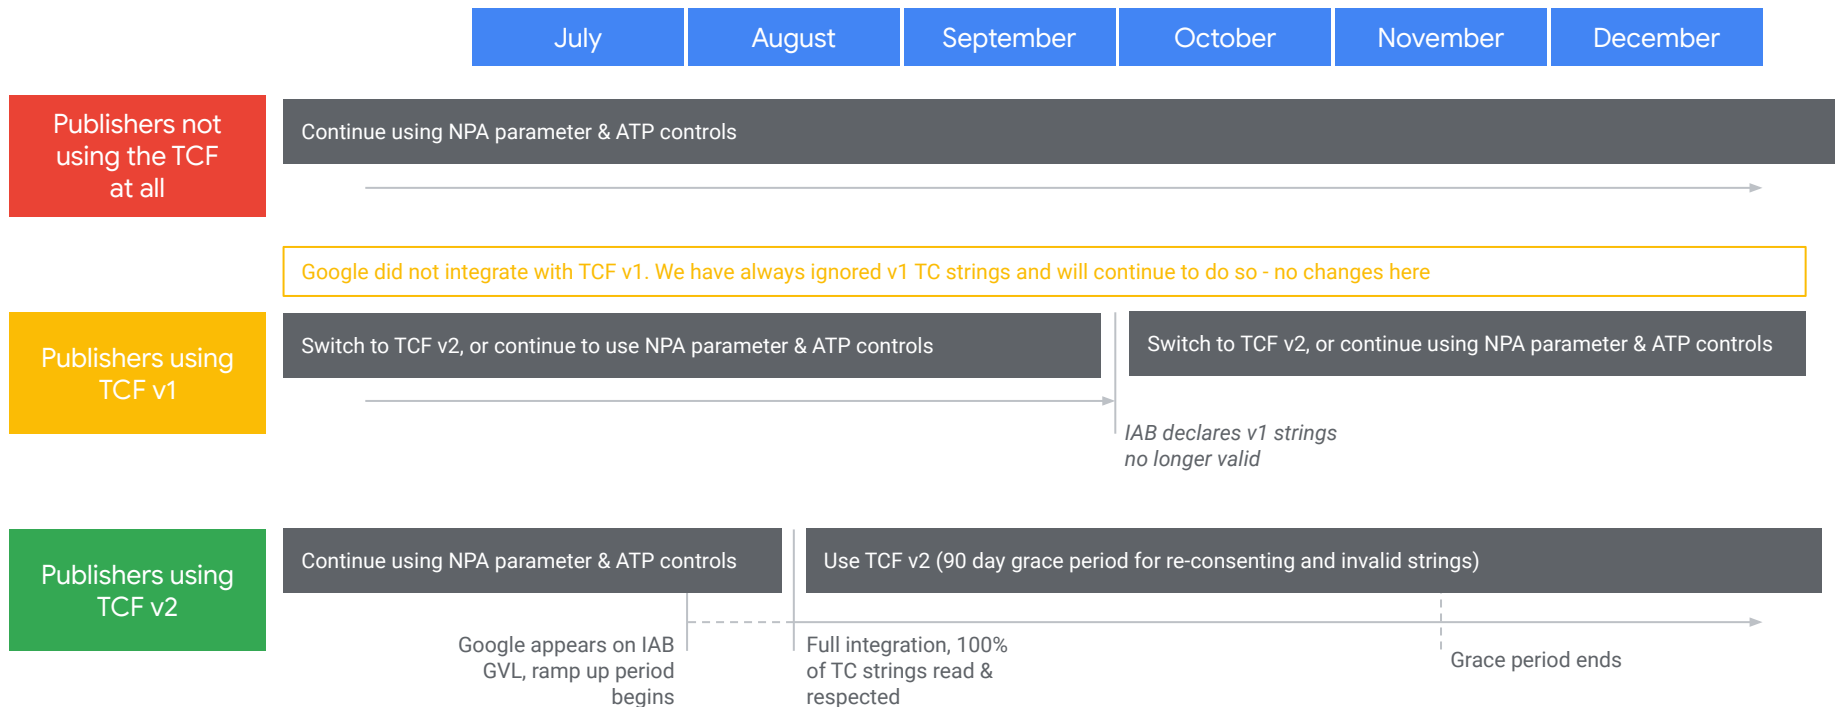 July
August
September
October
November
December
Publishers not
using the TCF
at all
Continue using NPA parameter & ATP controls
Google did not integrate with TCF v1. We have always ignored v1 TC strings and will continue to do so - no changes here
Publishers using
TCF v1
Switch to TCF v2, or continue to use NPA parameter & ATP controls
Switch to TCF v2, or continue using NPA parameter & ATP controls
IAB declares v1 strings
no longer valid
Publishers using
TCF v2
Continue using NPA parameter & ATP controls
Use TCF v2 (90 day grace period for re-consenting and invalid strings)
Google appears on IAB
GVL, ramp up period
begins
Full integration, 100%
of TC strings read &
respected
Grace period ends